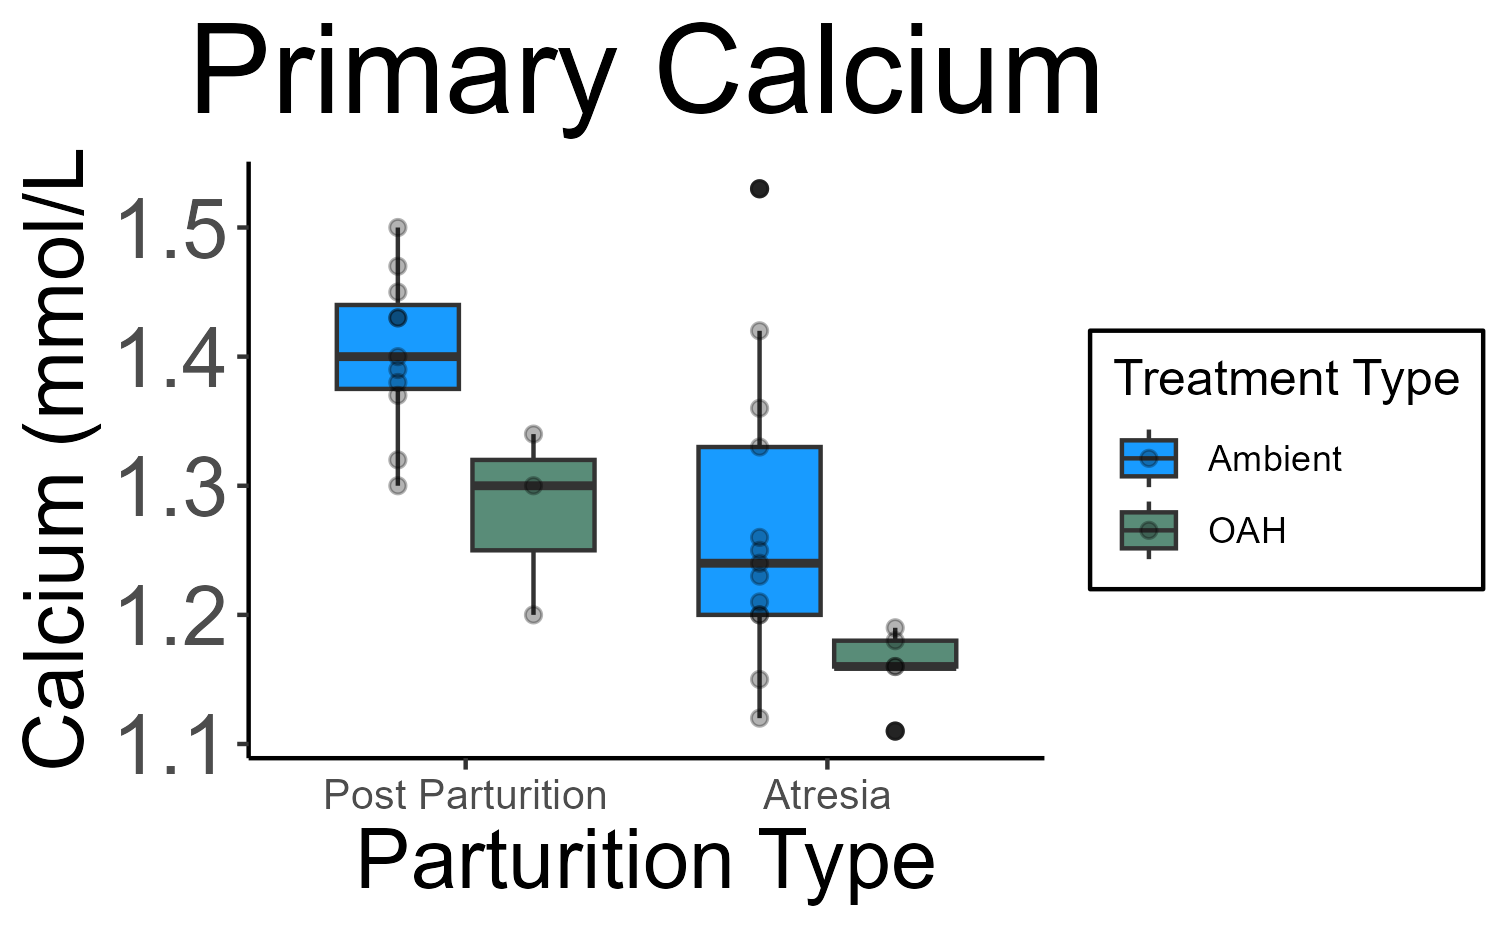 Primary Calcium
Calcium (mmol/L
1.5
1.4
1.3
1.2
1.1
Post Parturition
Atresia
Parturition Type
Treatment Type
Ambient
OAH